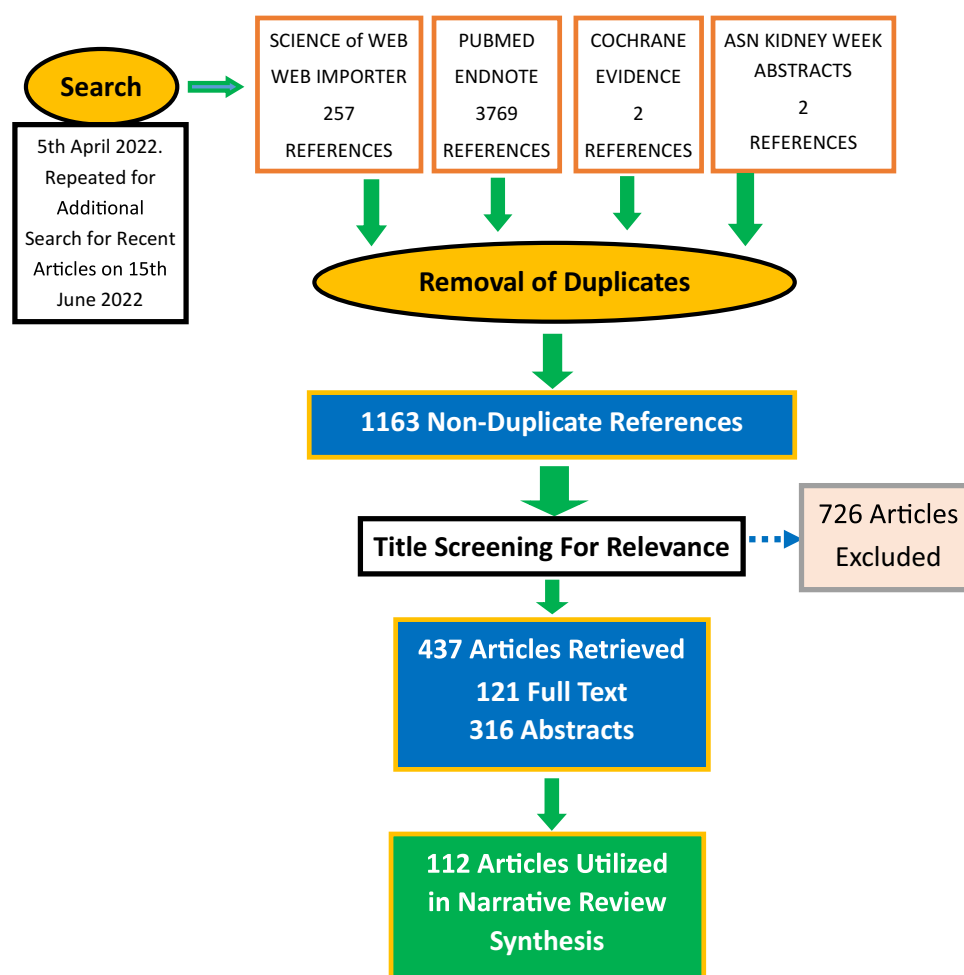 Search
5th April 2022.
Repeated for
Additional
Search for Recent
Articles on 15th
June 2022
SCIENCE of WEB
WEB IMPORTER
257
REFERENCES
PUBMED
ENDNOTE
3769
REFERENCES
COCHRANE
EVIDENCE
2
REFERENCES
ASN KIDNEY WEEK
ABSTRACTS
2
REFERENCES
Removal of Duplicates
1163 Non-Duplicate References
Title Screening For Relevance
726 Articles
Excluded
437 Articles Retrieved
121 Full Text
316 Abstracts
112 Articles Utilized
in Narrative Review
Synthesis